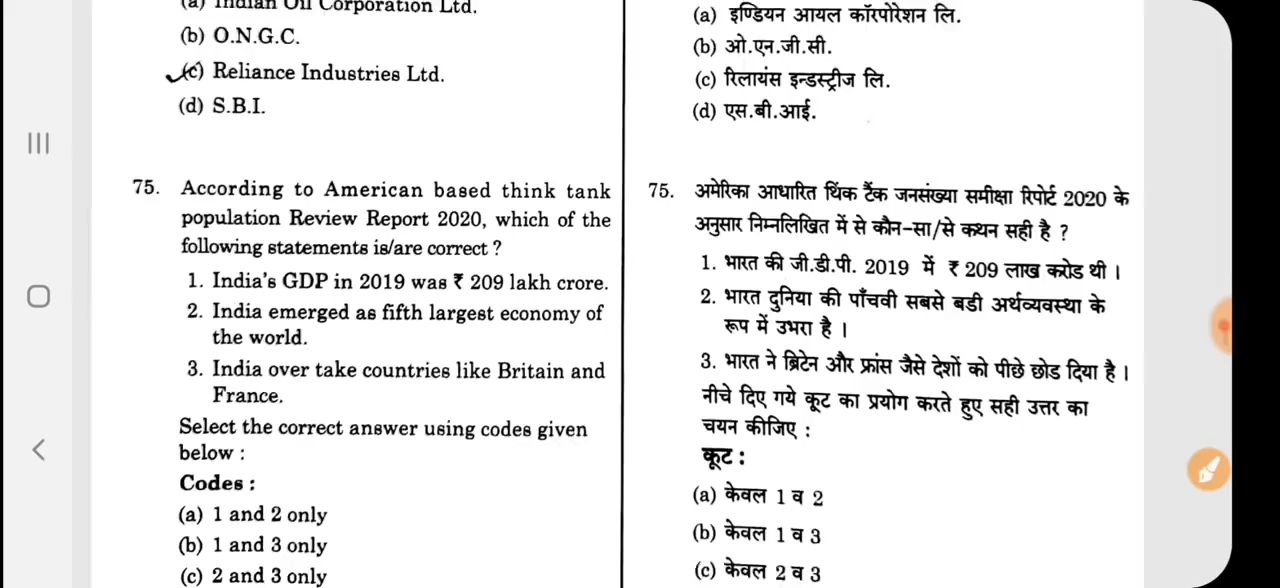 (a) Indian Oil Corporation Ltd.
(b) O.N.G.C.
(c) Reliance Industries Ltd.
(d) S.B.I.
75. According to American based think tank
population Review Report 2020, which of the
following statements is/are correct ?
1. India's GDP in 2019 was ₹ 209 lakh crore.
2. India emerged as fifth largest economy of
the world.
3. India over take countries like Britain and
France.
Select the correct answer using codes given
below :
Codes :
(a) 1 and 2 only
(b) 1 and 3 only
(c) 2 and 3 only
(a) इण्डियन आयल कॉरपोरेशन लि.
(b) ओ.एन.जी.सी.
(c) रिलायंस इन्डस्ट्रीज लि.
(d) एस.बी.आई.
75. अमेरिका आधारित थिंक टैंक जनसंख्या समीक्षा रिपोर्ट 2020 के
अनुसार निम्नलिखित में से कौन-सा/से कथन सही है ?
1. भारत की जी.डी.पी. 2019 में ₹ 209 लाख करोड थी ।
2. भारत दुनिया की पाँचवी सबसे बडी अर्थव्यवस्था के
रूप में उभरा है ।
3. भारत ने ब्रिटेन और फ्रांस जैसे देशों को पीछे छोड दिया है ।
नीचे दिए गये कूट का प्रयोग करते हुए सही उत्तर का
चयन कीजिए :
कूट :
(a) केवल 1 व 2
(b) केवल 1 व 3
(c) केवल 2 व 3